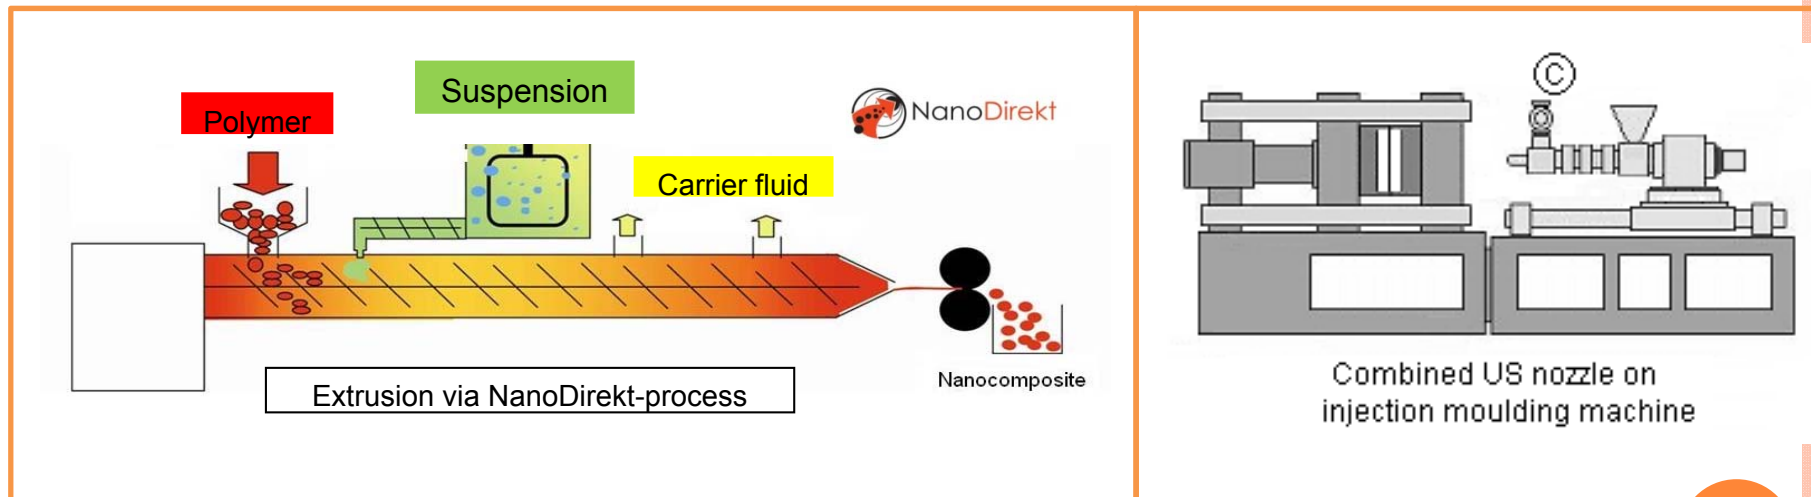 Suspension
Polymer
NanoDirekt
Carrier fluid
Nanocomposite
Extrusion via NanoDirekt-process
C
Combined US nozzle on
injection moulding machine